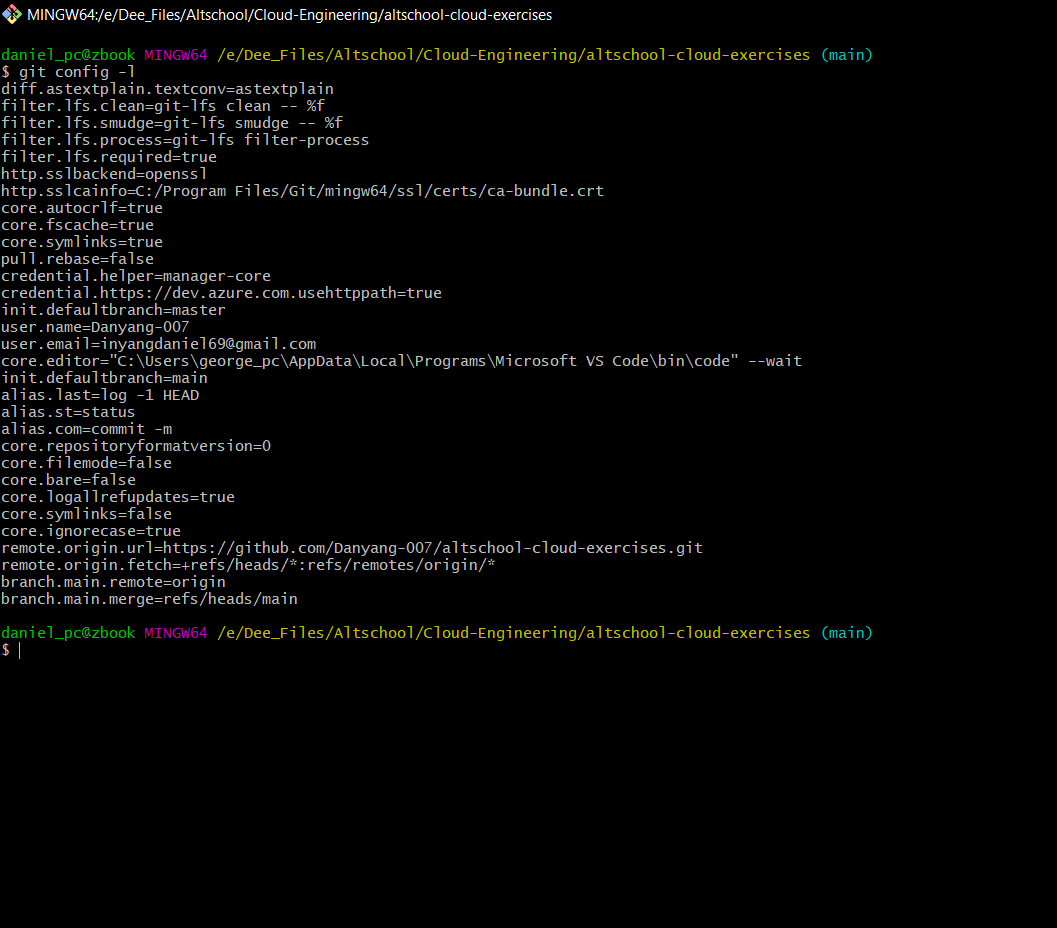 MINGW64:/e/Dee_Files/Altschool/Cloud-Engineering/altschool-cloud-exercises
daniel_pc@zbook MINGW64 /e/Dee_Files/Altschool/Cloud-Engineering/altschool-cloud-exercises (main)
$ git config -l
diff.astextplain.textconv=astextplain
filter.lfs.clean=git-lfs clean -- %f
filter.lfs.smudge=git-lfs smudge -- %f
filter.lfs.process=git-lfs filter-process
filter.lfs.required=true
http.sslbackend=openssl
http.sslcainfo=C:/Program Files/Git/mingw64/ssl/certs/ca-bundle.crt
core.autocrlf=true
core.fscache=true
core.symlinks=true
pull.rebase=false
credential.helper=manager-core
credential.https://dev.azure.com.usehttppath=true
init.defaultbranch=master
user.name=Danyang-007
user.email=inyangdaniel69@gmail.com
core.editor="C:\Users\george_pc\AppData\Local\Programs\Microsoft VS Code\bin\code" --wait
init.defaultbranch=main
alias.last=log -1 HEAD
alias.st=status
alias.com=commit -m
core.repositoryformatversion=0
core.filemode=false
core.bare=false
core.logallrefupdates=true
core.symlinks=false
core.ignorecase=true
remote.origin.url=https://github.com/Danyang-007/altschool-cloud-exercises.git
remote.origin.fetch=+refs/heads/*:refs/remotes/origin/*
branch.main.remote=origin
branch.main.merge=refs/heads/main
daniel_pc@zbook MINGW64 /e/Dee_Files/Altschool/Cloud-Engineering/altschool-cloud-exercises (main)
$